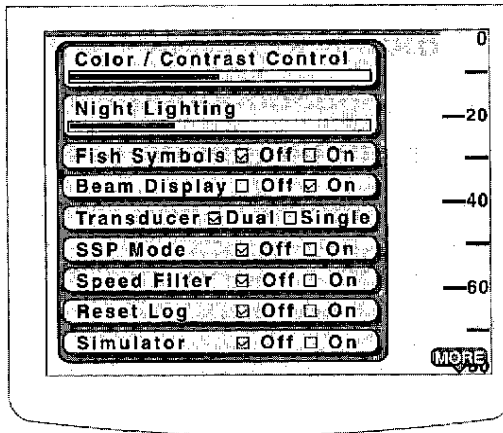 Color / Contrast Control
Night Lighting
Fish Symbols ☑ Off ☐ On
Beam Display ☐ Off ☑ On
Transducer ☑ Dual ☐ Single
SSP Mode ☑ Off ☐ On
Speed Filter ☑ Off ☐ On
Reset Log ☑ Off ☐ On
Simulator ☑ Off ☐ On
0
20
40
60
MORE